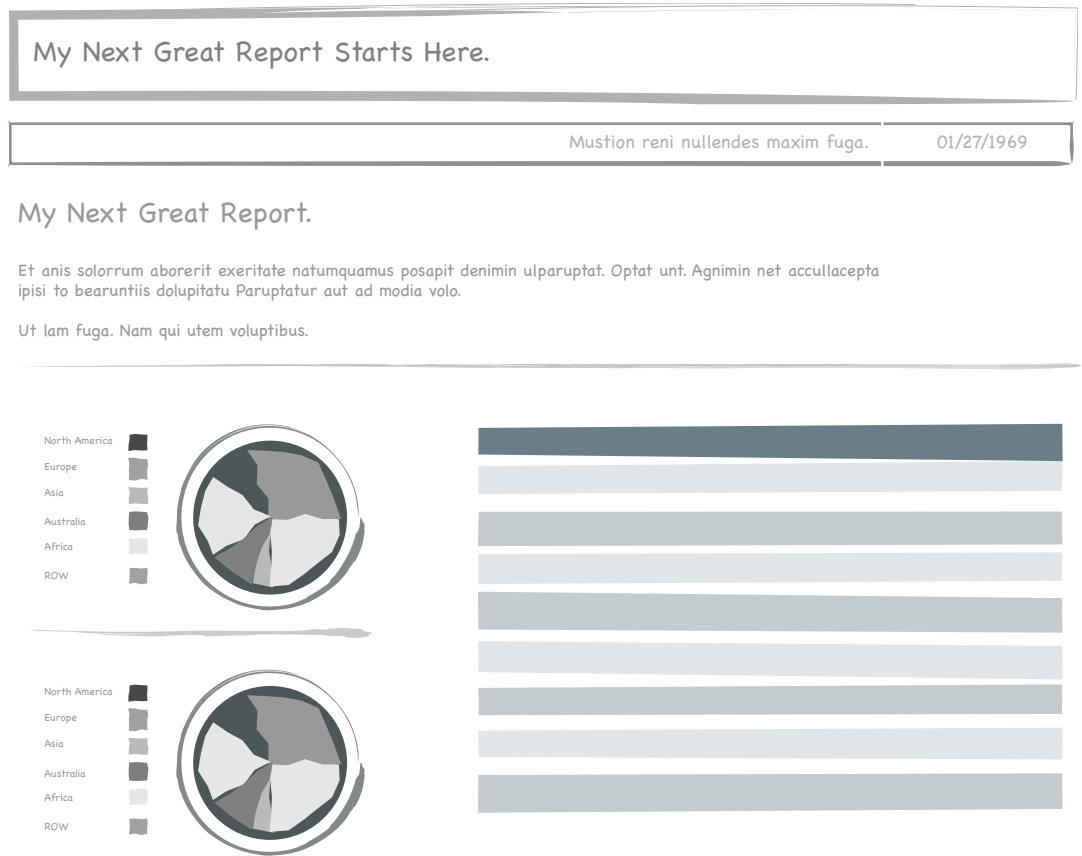 My Next Great Report Starts Here.
Mustion reni nullendes maxim fuga. 01/27/1969
My Next Great Report.
Et anis solorrum aborerit exeritate natumquamus posapit denimin ulparuptat. Optat unt. Agnimin net accullacepta
ipisi to bearuntiis dolupitatu Paruptatur aut ad modia volo.
Ut lam fuga. Nam qui utem voluptibus.
North America
Europe
Asia
Australia
Africa
ROW
North America
Europe
Asia
Australia
Africa
ROW